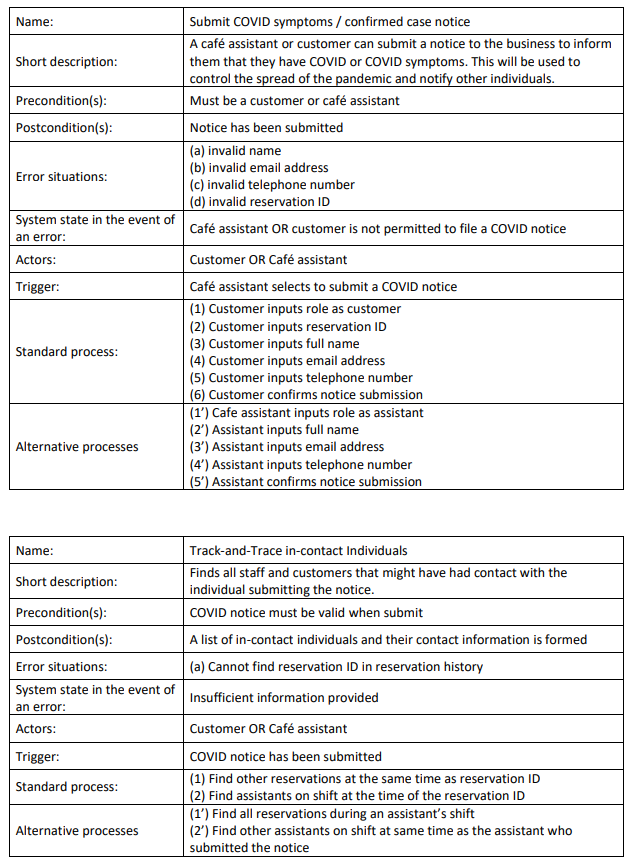 Name:
Submit COVID symptoms / confirmed case notice
Short description:
A café assistant or customer can submit a notice to the business to inform
them that they have COVID or COVID symptoms. This will be used to
control the spread of the pandemic and notify other individuals.
Precondition(s):
Must be a customer or café assistant
Postcondition(s):
Notice has been submitted
Error situations:
(a) invalid name
(b) invalid email address
(c) invalid telephone number
(d) invalid reservation ID
System state in the event of
an error:
Café assistant OR customer is not permitted to file a COVID notice
Actors:
Customer OR Café assistant
Trigger:
Café assistant selects to submit a COVID notice
Standard process:
(1) Customer inputs role as customer
(2) Customer inputs reservation ID
(3) Customer inputs full name
(4) Customer inputs email address
(5) Customer inputs telephone number
(6) Customer confirms notice submission
Alternative processes
(1’) Cafe assistant inputs role as assistant
(2’) Assistant inputs full name
(3’) Assistant inputs email address
(4’) Assistant inputs telephone number
(5’) Assistant confirms notice submission
Name:
Track-and-Trace in-contact Individuals
Short description:
Finds all staff and customers that might have had contact with the
individual submitting the notice.
Precondition(s):
COVID notice must be valid when submit
Postcondition(s):
A list of in-contact individuals and their contact information is formed
Error situations:
(a) Cannot find reservation ID in reservation history
System state in the event of
an error:
Insufficient information provided
Actors:
Customer OR Café assistant
Trigger:
COVID notice has been submitted
Standard process:
(1) Find other reservations at the same time as reservation ID
(2) Find assistants on shift at the time of the reservation ID
Alternative processes
(1’) Find all reservations during an assistant’s shift
(2’) Find other assistants on shift at same time as the assistant who
submitted the notice